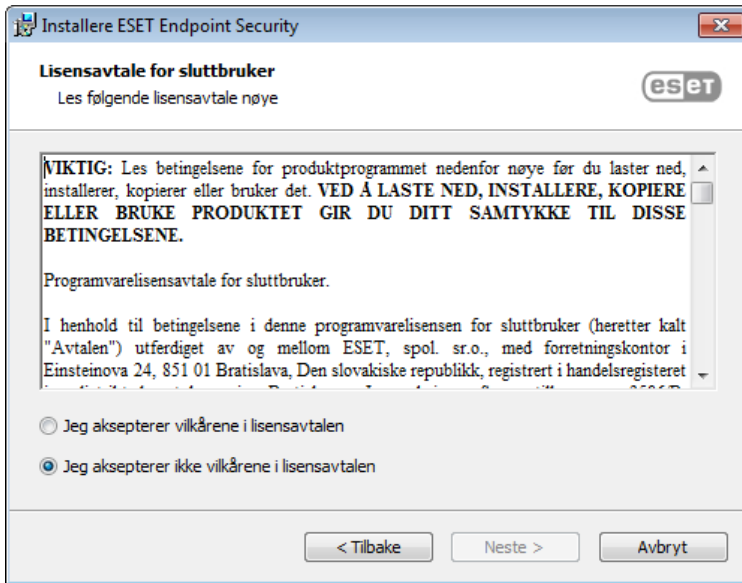 Installere ESET Endpoint Security
Lisensavtale for sluttbruker
Les følgende lisensavtale nøye
eset
VIKTIG: Les betingelsene for produktprogrammet nedenfor nøye før du laster ned,
installerer, kopierer eller bruker det. VED Å LASTE NED, INSTALLERE, KOPIERE
ELLER BRUKE PRODUKTET GIR DU DITT SAMTYKKE TIL DISSE
BETINGELSENE.
Programvarelisensavtale for sluttbruker.
I henhold til betingelsene i denne programvarelisensen for sluttbruker (heretter kalt
"Avtalen") utferdiget av og mellom ESET, spol. sr.o., med forretningskontor i
Einsteinova 24, 851 01 Bratislava, Den slovakiske republikk, registrert i handelsregisteret
Jeg aksepterer vilkårene i lisensavtalen
Jeg aksepterer ikke vilkårene i lisensavtalen
< Tilbake
Neste >
Avbryt